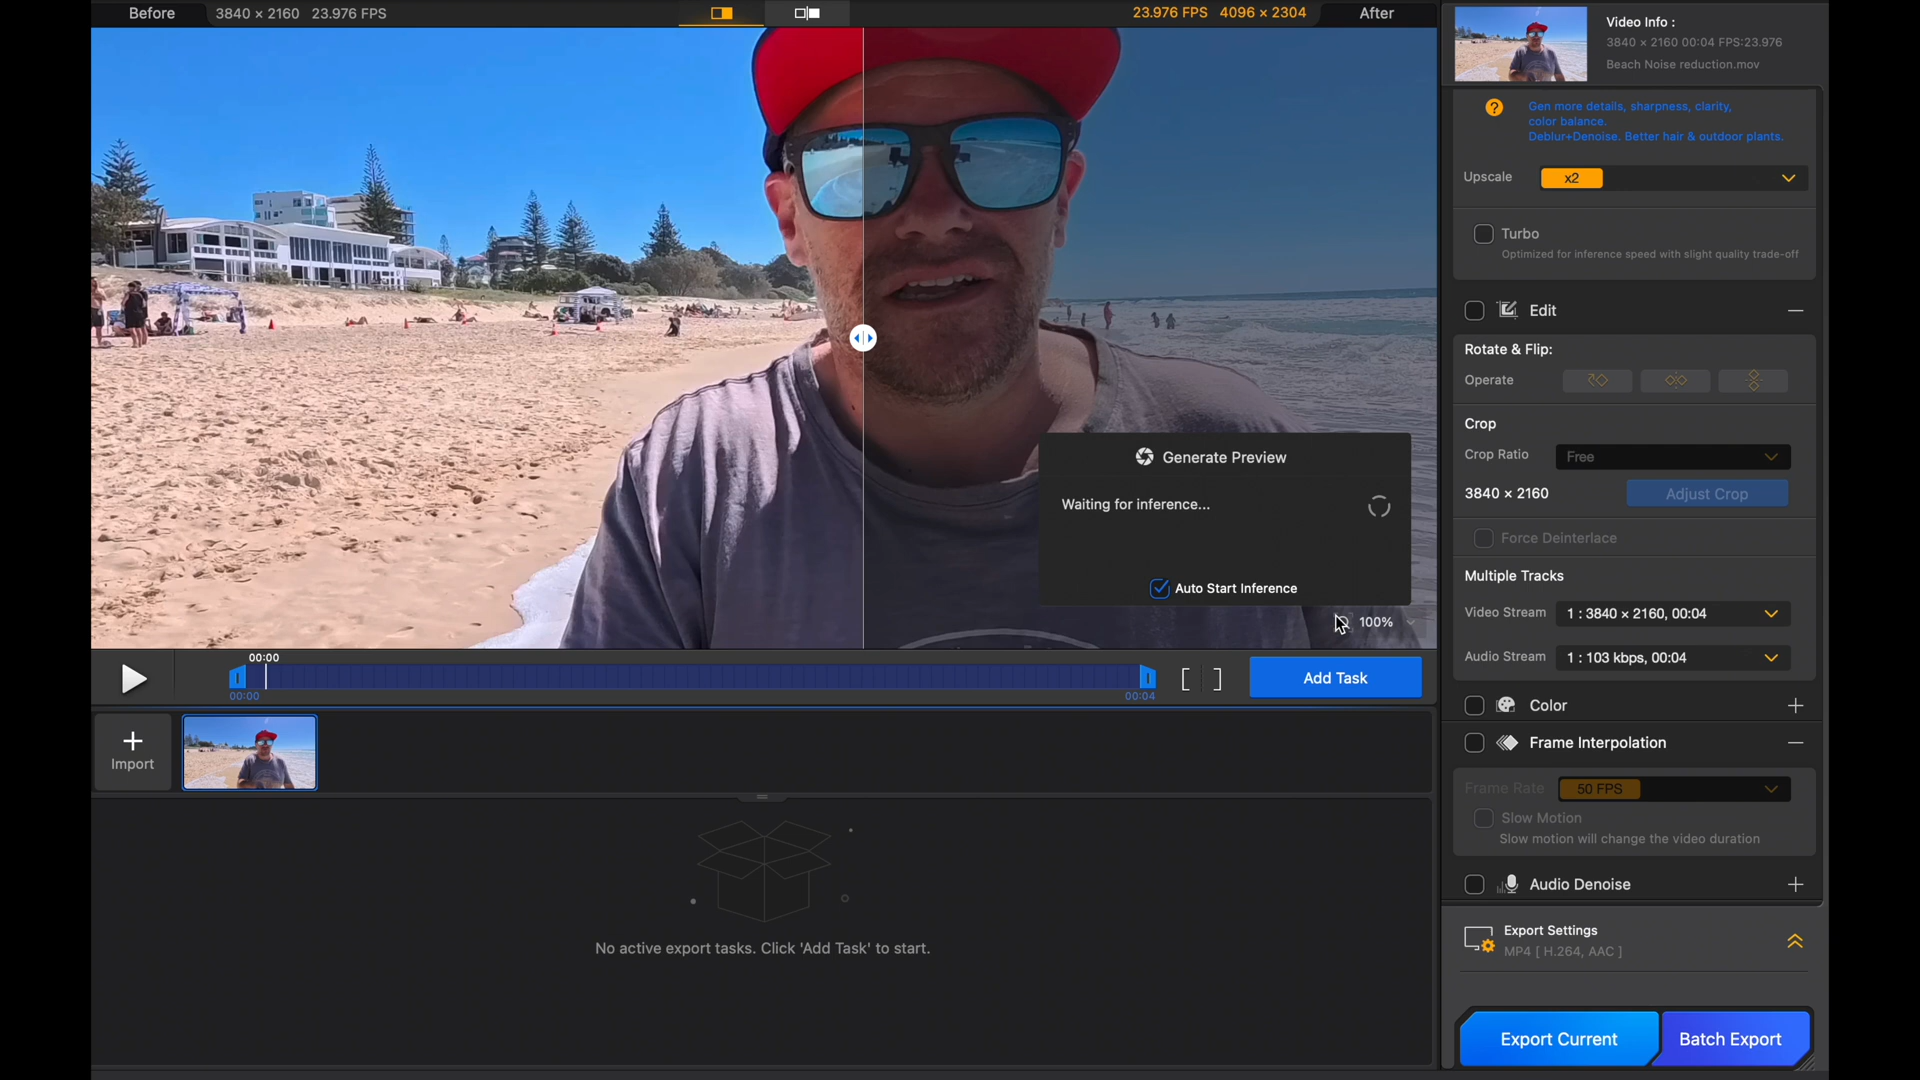 Before
3840 × 2160 23.976 FPS
23.976 FPS 4096 × 2304
After
Video Info :
3840 × 2160 00:04 FPS:23.976
Beach Noise reduction.mov
?
Gen more details, sharpness, clarity,
color balance.
Deblur+Denoise. Better hair & outdoor plants.
Upscale x2
Turbo
Optimized for inference speed with slight quality trade-off
Edit
Rotate & Flip:
Operate
Crop
Crop Ratio Free
3840 × 2160 Adjust Crop
Force Deinterlace
Multiple Tracks
Video Stream 1 : 3840 × 2160, 00:04
Audio Stream 1 : 103 kbps, 00:04
Color
Frame Interpolation
Frame Rate 50 FPS
Slow Motion
Slow motion will change the video duration
Audio Denoise
Export Settings
MP4 [ H.264, AAC ]
Export Current Batch Export
Generate Preview
Waiting for inference...
Auto Start Inference
100%
00:00
00:00
00:04
[ ]
Add Task
Import
No active export tasks. Click 'Add Task' to start.